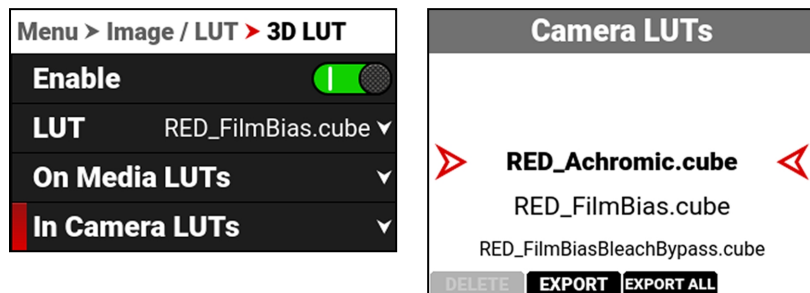 Menu > Image / LUT > 3D LUT
Enable
LUT RED_FilmBias.cube
On Media LUTs
In Camera LUTs
Camera LUTs
RED_Achromic.cube
RED_FilmBias.cube
RED_FilmBiasBleachBypass.cube
DELETE EXPORT EXPORT ALL